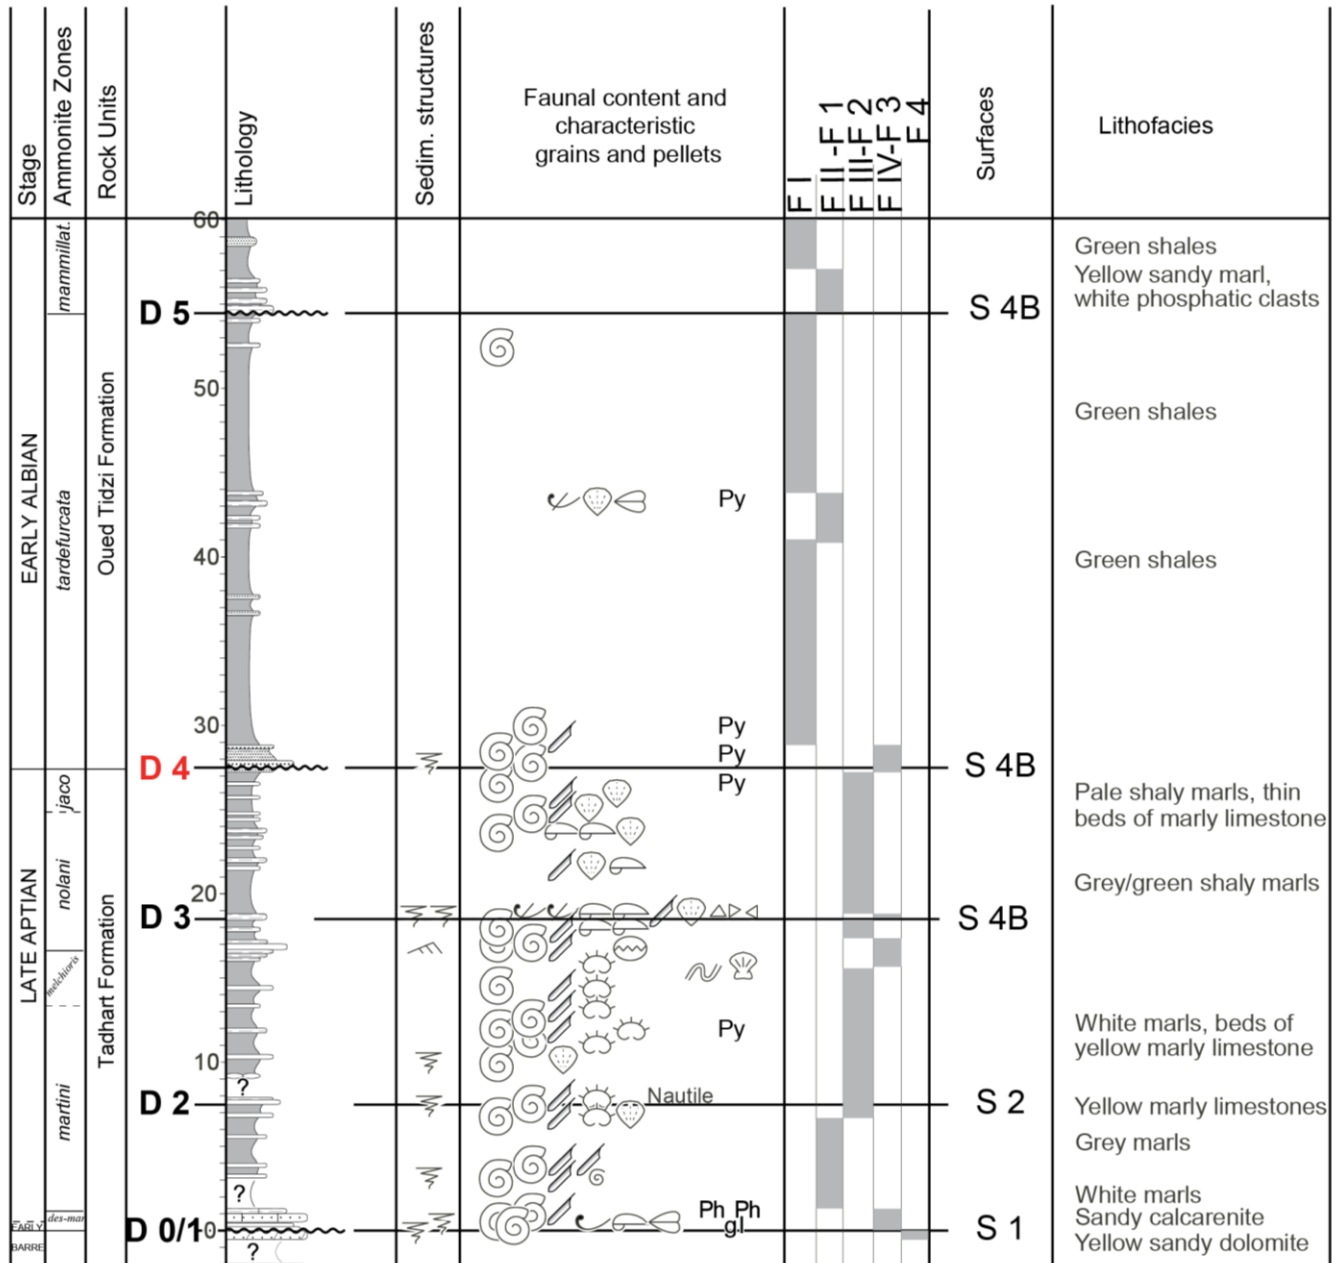 Stage
Ammonite Zones
Rock Units
Lithology
Sedim. structures
Faunal content and
characteristic
grains and pellets
F I
F II -F 1
F III-F 2
F IV-F 3
F 4
Surfaces
Lithofacies
60
mammillat.
Green shales
Yellow sandy marl,
white phosphatic clasts
D 5
S 4B
50
Green shales
EARLY ALBIAN
tardefurcata
Oued Tidzi Formation
Py
40
Green shales
30
Py
Py
D 4
S 4B
Py
jaco
Pale shaly marls, thin
beds of marly limestone
nolani
20
Grey/green shaly marls
D 3
S 4B
LATE APTIAN
melchioris
Tadhart Formation
Py
White marls, beds of
yellow marly limestone
10
?
martini
D 2
Nautile
S 2
Yellow marly limestones
Grey marls
?
White marls
des-mar
Ph Ph
gl
Sandy calcarenite
EARLY
D 0/1
0
S 1
Yellow sandy dolomite
BARRE
?